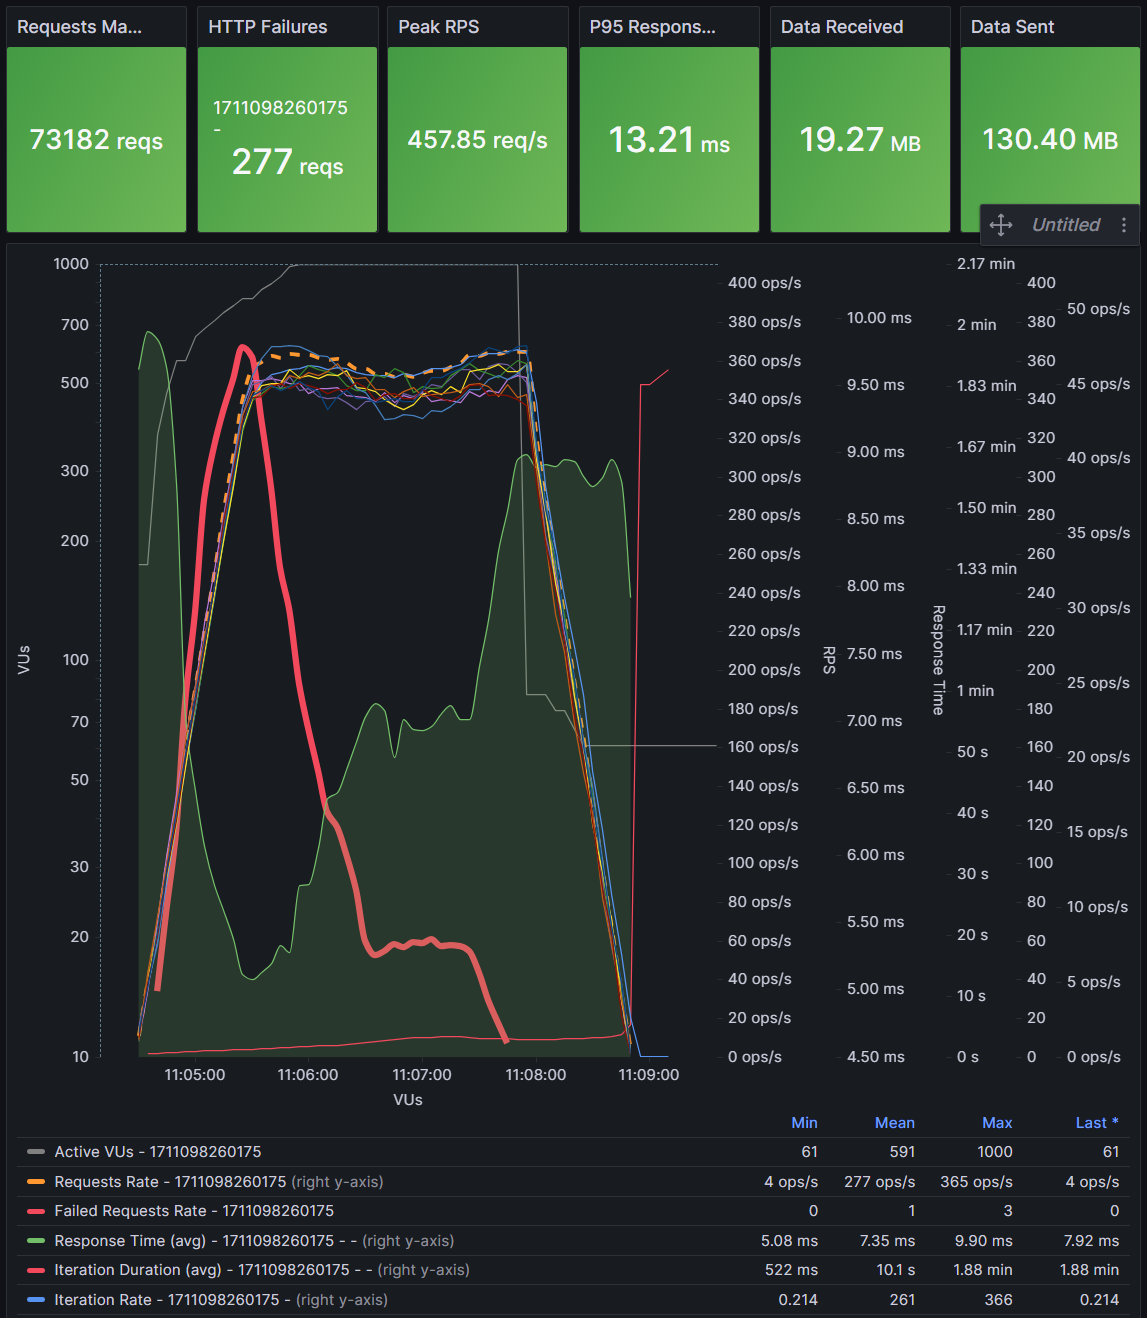 Requests Ma... HTTP Failures Peak RPS P95 Respons... Data Received Data Sent
73182 reqs
1711098260175
-
277 reqs
457.85 req/s
13.21 ms
19.27 MB
130.40 MB
Untitled
VUs
1000
700
500
300
200
100
70
50
30
20
10
400 ops/s
380 ops/s
360 ops/s
340 ops/s
320 ops/s
300 ops/s
280 ops/s
260 ops/s
240 ops/s
220 ops/s
200 ops/s
180 ops/s
160 ops/s
140 ops/s
120 ops/s
100 ops/s
80 ops/s
60 ops/s
40 ops/s
20 ops/s
0 ops/s
RPS
10.00 ms
9.50 ms
9.00 ms
8.50 ms
8.00 ms
7.50 ms
7.00 ms
6.50 ms
6.00 ms
5.50 ms
5.00 ms
4.50 ms
Response Time
2.17 min
2 min
1.83 min
1.67 min
1.50 min
1.33 min
1.17 min
1 min
50 s
40 s
30 s
20 s
10 s
0 s
400
380
360
340
320
300
280
260
240
220
200
180
160
140
120
100
80
60
40
20
0
50 ops/s
45 ops/s
40 ops/s
35 ops/s
30 ops/s
25 ops/s
20 ops/s
15 ops/s
10 ops/s
5 ops/s
0 ops/s
11:05:00 11:06:00 11:07:00 11:08:00 11:09:00
VUs
Min Mean Max Last *
Active VUs - 1711098260175 61 591 1000 61
Requests Rate - 1711098260175 (right y-axis) 4 ops/s 277 ops/s 365 ops/s 4 ops/s
Failed Requests Rate - 1711098260175 0 1 3 0
Response Time (avg) - 1711098260175 - - (right y-axis) 5.08 ms 7.35 ms 9.90 ms 7.92 ms
Iteration Duration (avg) - 1711098260175 - - (right y-axis) 522 ms 10.1 s 1.88 min 1.88 min
Iteration Rate - 1711098260175 - (right y-axis) 0.214 261 366 0.214